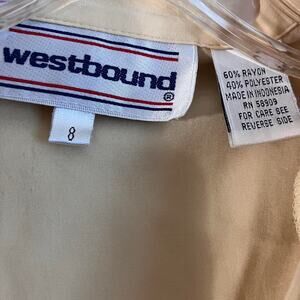 westbound
®
8
60% RAYON
40% POLYESTER
MADE IN INDONESIA
RN 58909
FOR CARE SEE
REVERSE SIDE